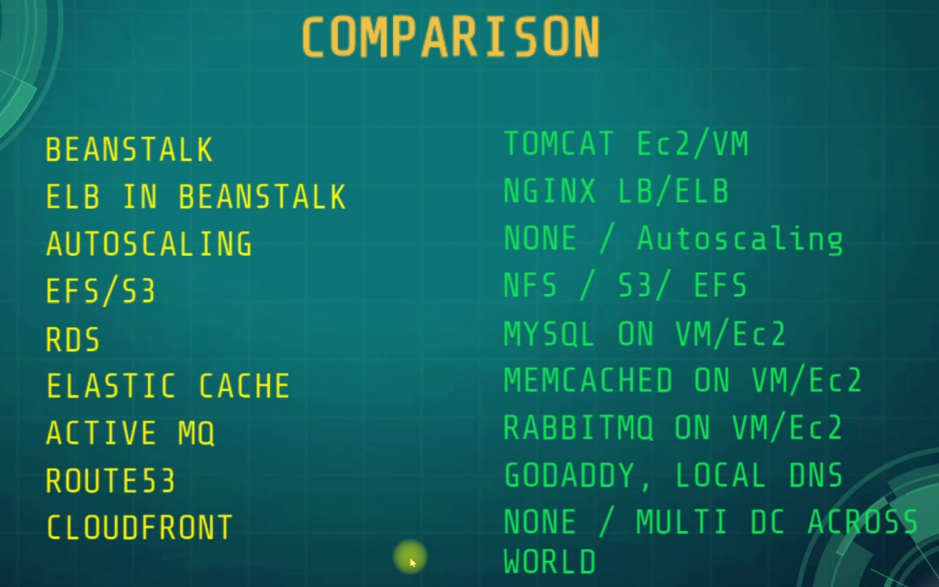 COMPARISON
BEANSTALK
ELB IN BEANSTALK
AUTOSCALING
EFS/S3
RDS
ELASTIC CACHE
ACTIVE MQ
ROUTE53
CLOUDFRONT
TOMCAT Ec2/VM
NGINX LB/ELB
NONE / Autoscaling
NFS / S3/ EFS
MYSQL ON VM/Ec2
MEMCACHED ON VM/Ec2
RABBITMQ ON VM/Ec2
GODADDY, LOCAL DNS
NONE / MULTI DC ACROSS
WORLD